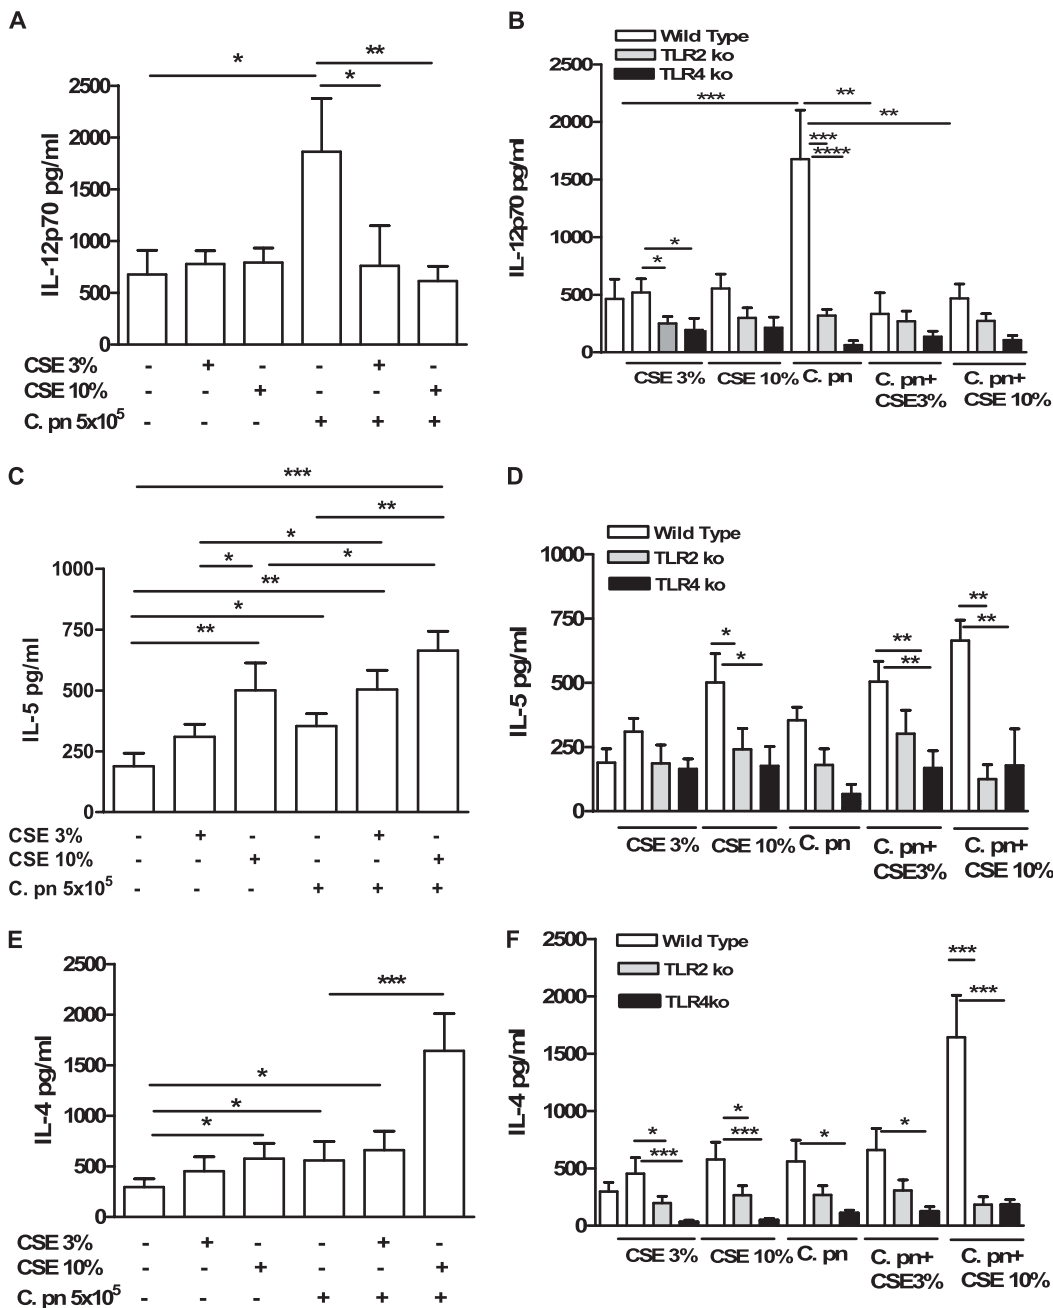 A
* ** *
2500
2000
1500
1000
500
0
IL-12p70 pg/ml
CSE 3% - + - - + -
CSE 10% - - + - - +
C. pn 5x10⁵ - - - + + +
B
Wild Type
TLR2 ko
TLR4 ko
*** ** ** *** **** * *
2500
2000
1500
1000
500
0
IL-12p70 pg/ml
CSE 3% CSE 10% C. pn C. pn+ CSE3% C. pn+ CSE 10%
C
***
**
*
* *
**
*
**
1000
750
500
250
0
IL-5 pg/ml
CSE 3% - + - - + -
CSE 10% - - + - - +
C. pn 5x10⁵ - - - + + +
D
Wild Type
TLR2 ko
TLR4 ko
* * ** ** ** **
1000
750
500
250
0
IL-5 pg/ml
CSE 3% CSE 10% C. pn C. pn+ CSE3% C. pn+ CSE 10%
E
***
*
*
*
2500
2000
1500
1000
500
0
IL-4 pg/ml
CSE 3% - + - - + -
CSE 10% - - + - - +
C. pn 5x10⁵ - - - + + +
F
Wild Type
TLR2 ko
TLR4ko
* *** * *** * * *** ***
2500
2000
1500
1000
500
0
IL-4 pg/ml
CSE 3% CSE 10% C. pn C. pn+ CSE3% C. pn+ CSE 10%